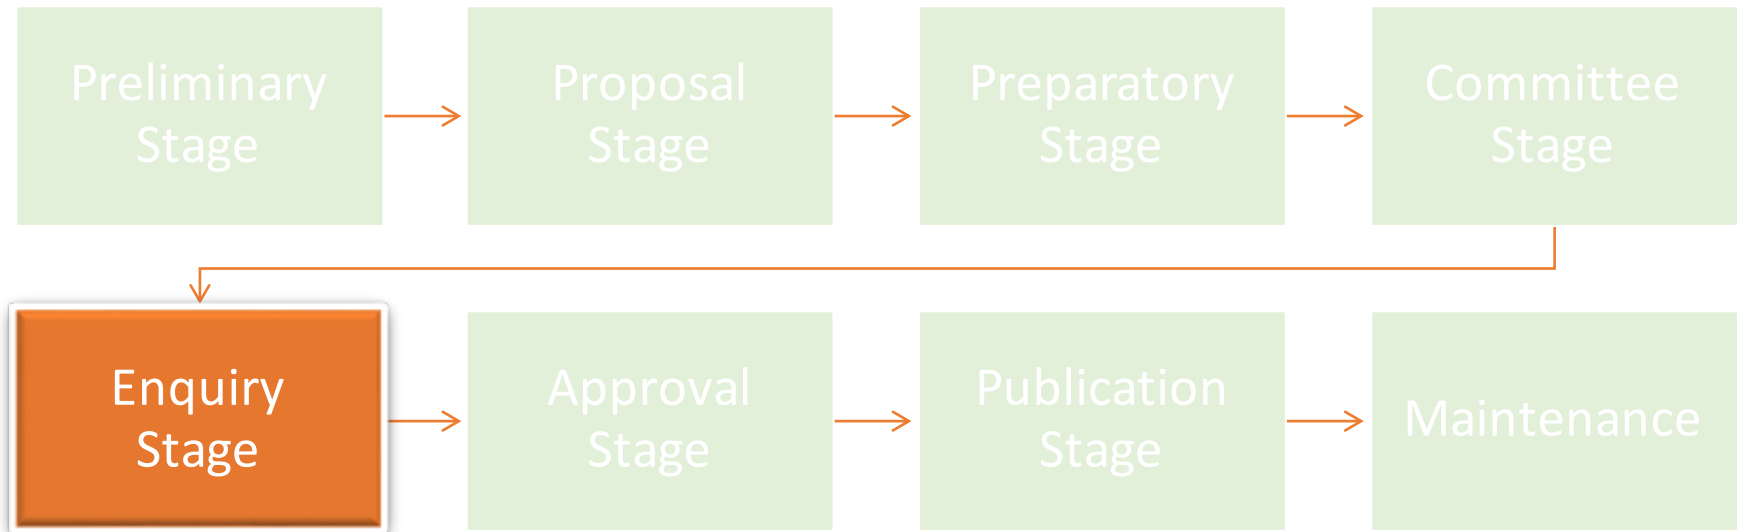 Preliminary
Stage
Proposal
Stage
Preparatory
Stage
Committee
Stage
Enquiry
Stage
Approval
Stage
Publication
Stage
Maintenance